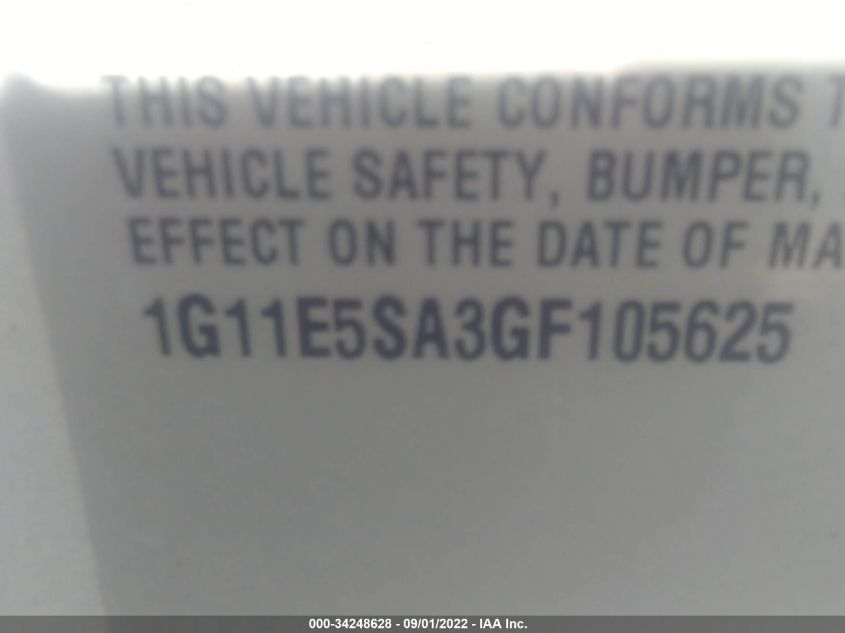 THIS VEHICLE CONFORMS T
VEHICLE SAFETY, BUMPER,
EFFECT ON THE DATE OF MA
1G11E5SA3GF105625
000-34248628 - 09/01/2022 - IAA Inc.